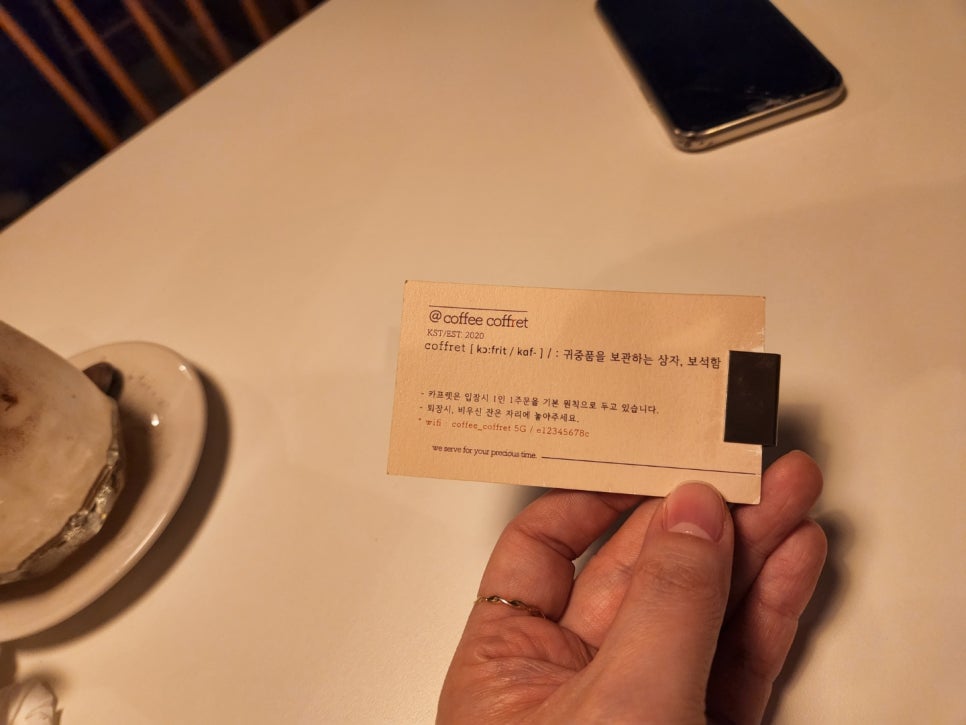 @coffee coffret
KST/EST. 2020
coffret [ kɔ:frit / kɑf- ] / : 귀중품을 보관하는 상자, 보석함
- 카프렛은 입장시 1인 1주문을 기본 원칙으로 두고 있습니다.
- 퇴장시, 비우신 잔은 자리에 놓아주세요.
* wifi coffee_coffret 5G / e12345678c
we serve for your precious time.